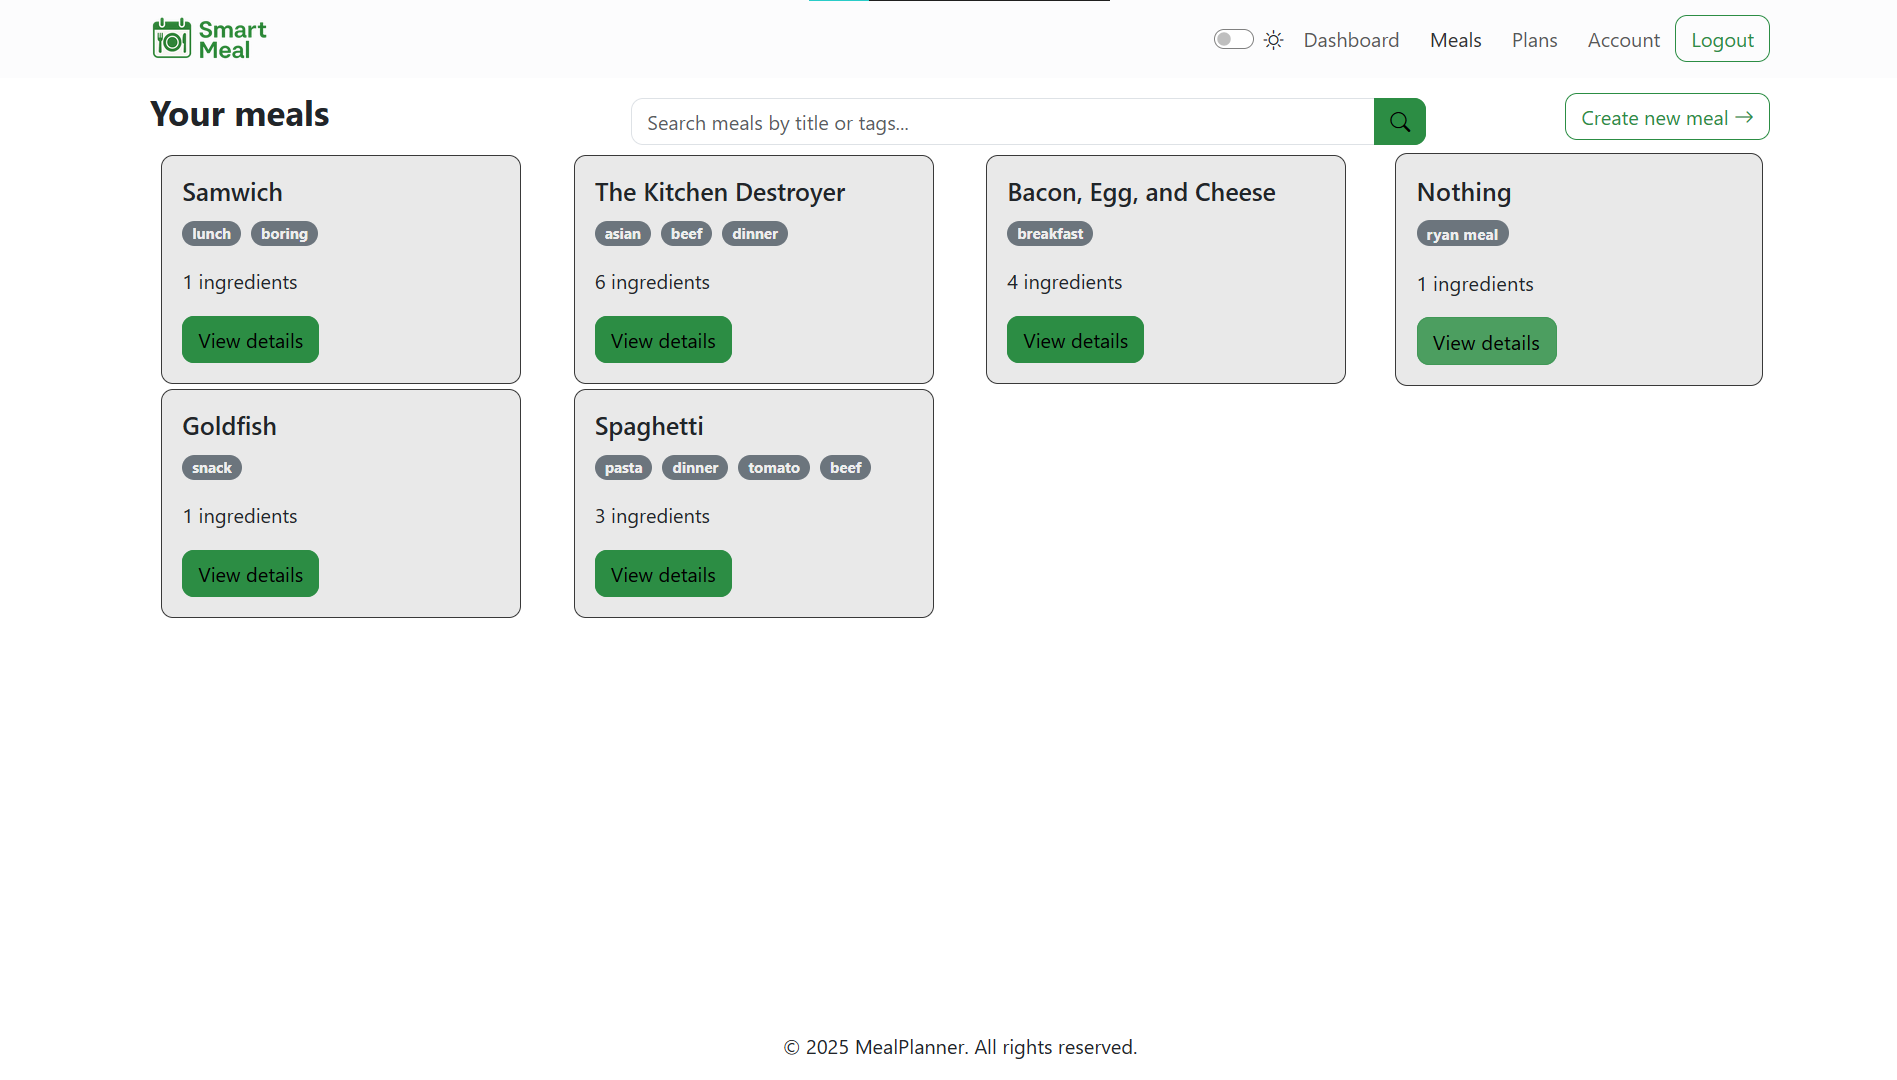 Smart
Meal
Dashboard
Meals
Plans
Account
Logout
Your meals
Search meals by title or tags...
Create new meal →
Samwich
lunch boring
1 ingredients
View details
The Kitchen Destroyer
asian beef dinner
6 ingredients
View details
Bacon, Egg, and Cheese
breakfast
4 ingredients
View details
Nothing
ryan meal
1 ingredients
View details
Goldfish
snack
1 ingredients
View details
Spaghetti
pasta dinner tomato beef
3 ingredients
View details
© 2025 MealPlanner. All rights reserved.